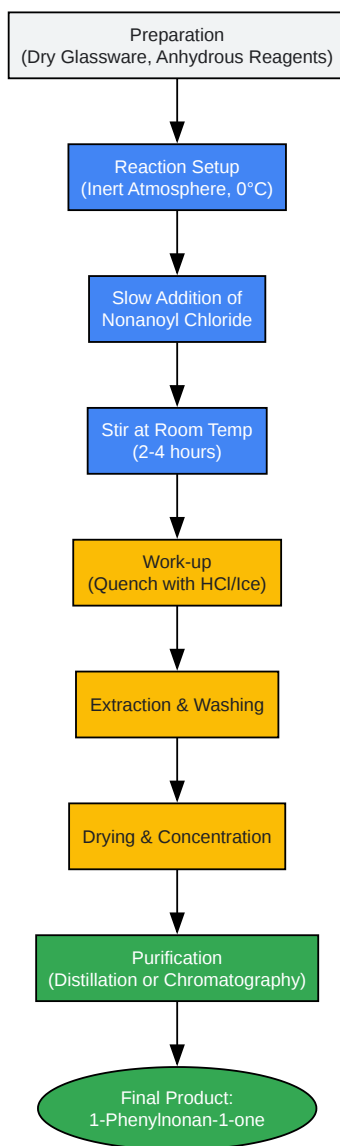 Preparation
(Dry Glassware, Anhydrous Reagents)
Reaction Setup
(Inert Atmosphere, 0°C)
Slow Addition of
Nonanoyl Chloride
Stir at Room Temp
(2-4 hours)
Work-up
(Quench with HCl/Ice)
Extraction & Washing
Drying & Concentration
Purification
(Distillation or Chromatography)
Final Product:
1-Phenylnonan-1-one